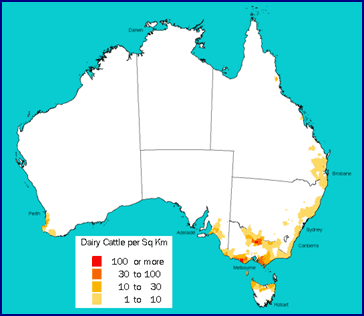 Darwin
Brisbane
Perth
Sydney
Adelaide
Canberra
Dairy Cattle per Sq Km
100 or more
30 to 100
10 to 30
1 to 10
Melbourne
Hobart